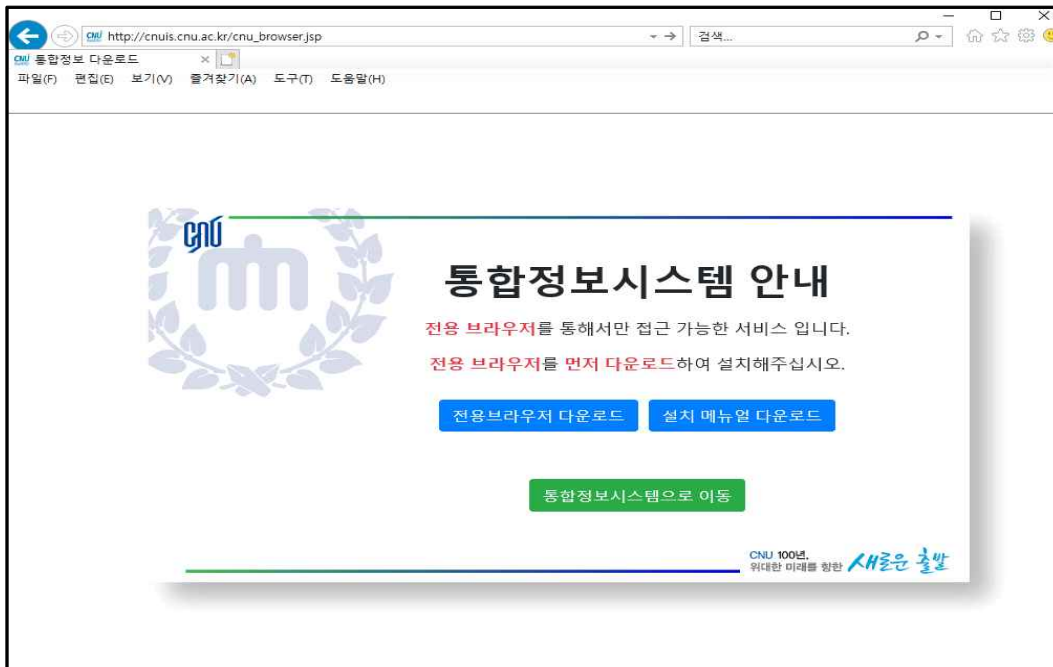 http://cnuis.cnu.ac.kr/cnu_browser.jsp
검색...
통합정보 다운로드
파일(F) 편집(E) 보기(V) 즐겨찾기(A) 도구(T) 도움말(H)
CNU
통합정보시스템 안내
전용 브라우저를 통해서만 접근 가능한 서비스 입니다.
전용 브라우저를 먼저 다운로드하여 설치해주십시오.
전용브라우저 다운로드 설치 메뉴얼 다운로드
통합정보시스템으로 이동
CNU 100년,
위대한 미래를 향한 새로운 출발